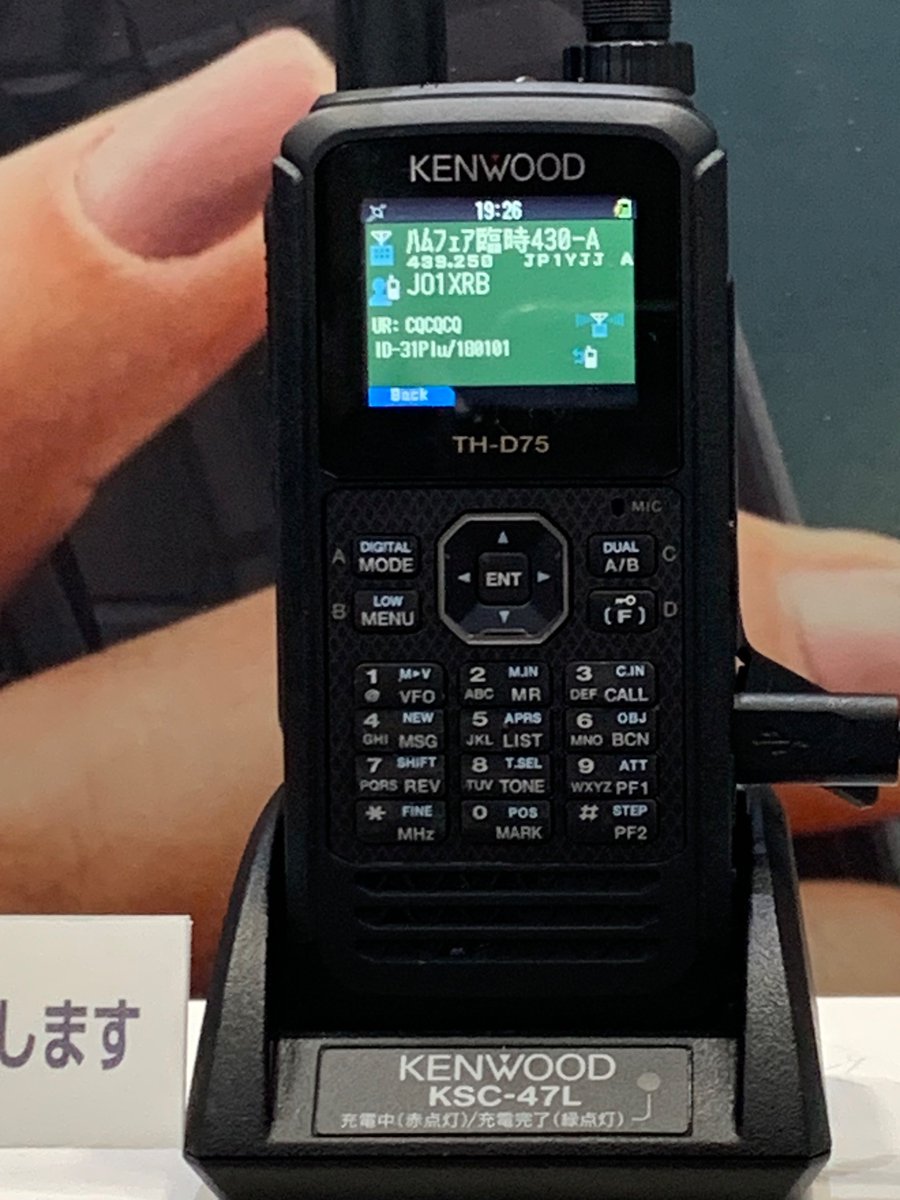 KENWOOD
19:26
ハムフェア臨時430-A
439.250 JP1YJJ A
JO1XRB
UR: CQCQCQ
ID-31Plu/180101
Back
TH-D75
MIC
A DIGITAL MODE
DUAL A/B C
ENT
B LOW MENU
(F) D
1 M▸V @ VFO
2 M.IN ABC MR
3 C.IN DEF CALL
4 NEW GHI MSG
5 APRS JKL LIST
6 OBJ MNO BCN
7 SHIFT PQRS REV
8 T.SEL TUV TONE
9 ATT WXYZ PF1
* FINE MHz
0 POS MARK
# STEP PF2
します
KENWOOD
KSC-47L
充電中(赤点灯)/充電完了(緑点灯)